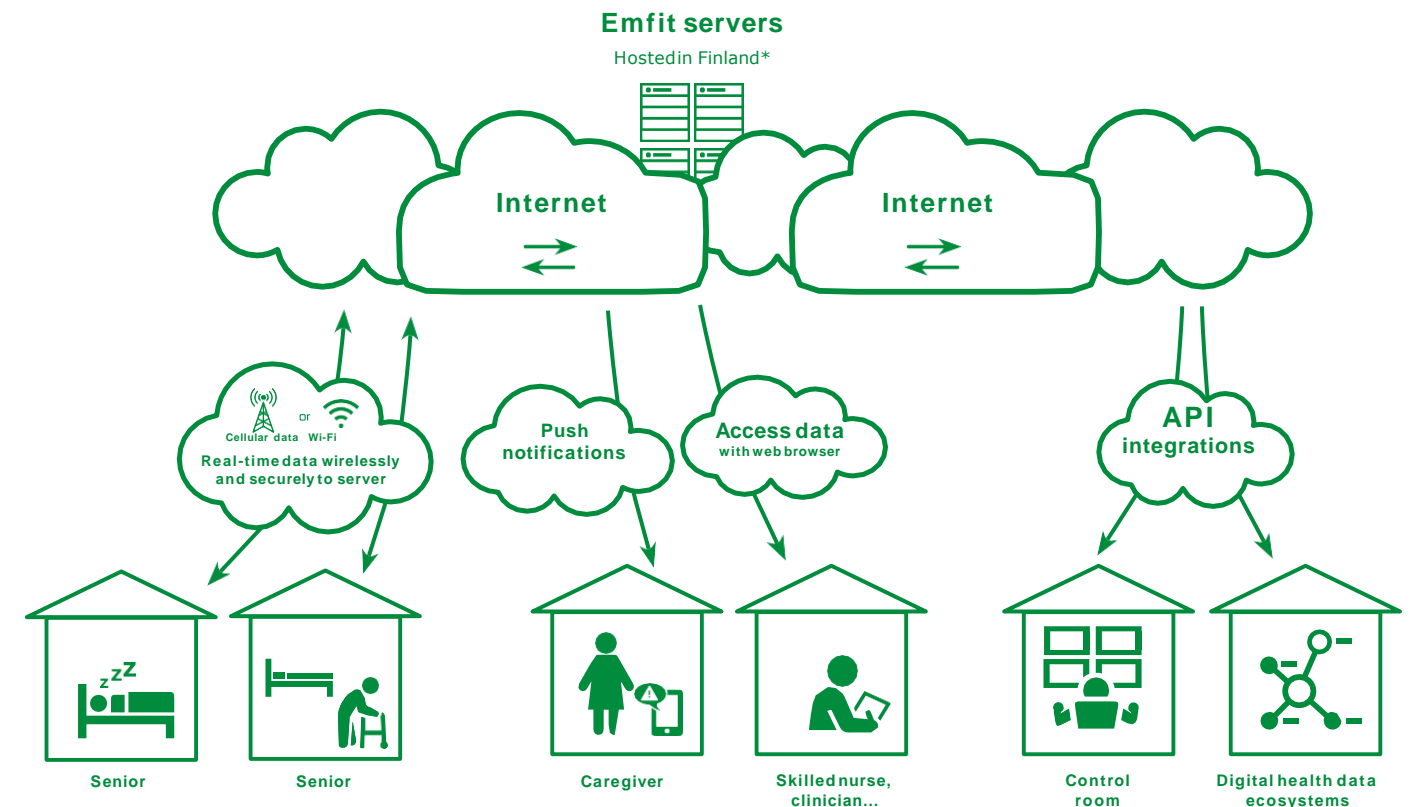 Emfit servers
Hosted in Finland*
Internet
Internet
or
Cellular data Wi-Fi
Real-time data wirelessly
and securely to server
Push
notifications
Access data
with web browser
API
integrations
z z Z
Senior
Senior
Caregiver
Skilled nurse,
clinician...
Control
room
Digital health data
ecosystems